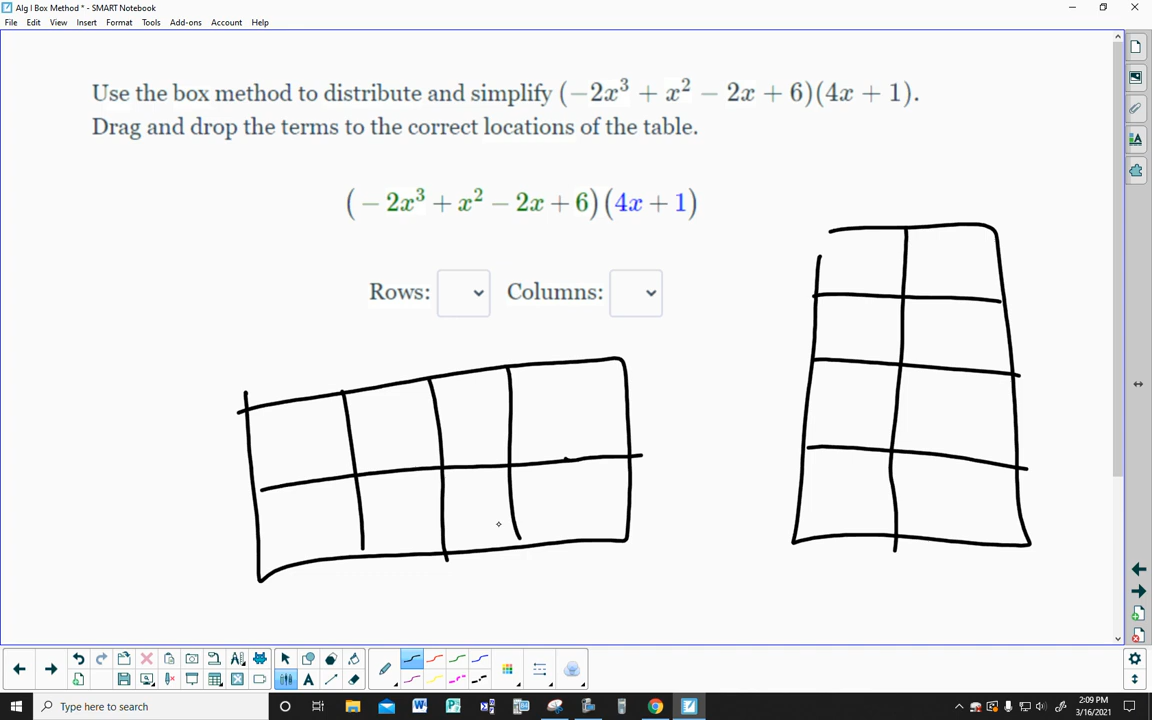 Alg I Box Method * - SMART Notebook
File Edit View Insert Format Tools Add-ons Account Help
Use the box method to distribute and simplify (−2x³ + x² − 2x + 6)(4x + 1).
Drag and drop the terms to the correct locations of the table.
(− 2x³ + x² − 2x + 6)(4x + 1)
Rows: Columns:
Type here to search
2:09 PM
3/16/2021